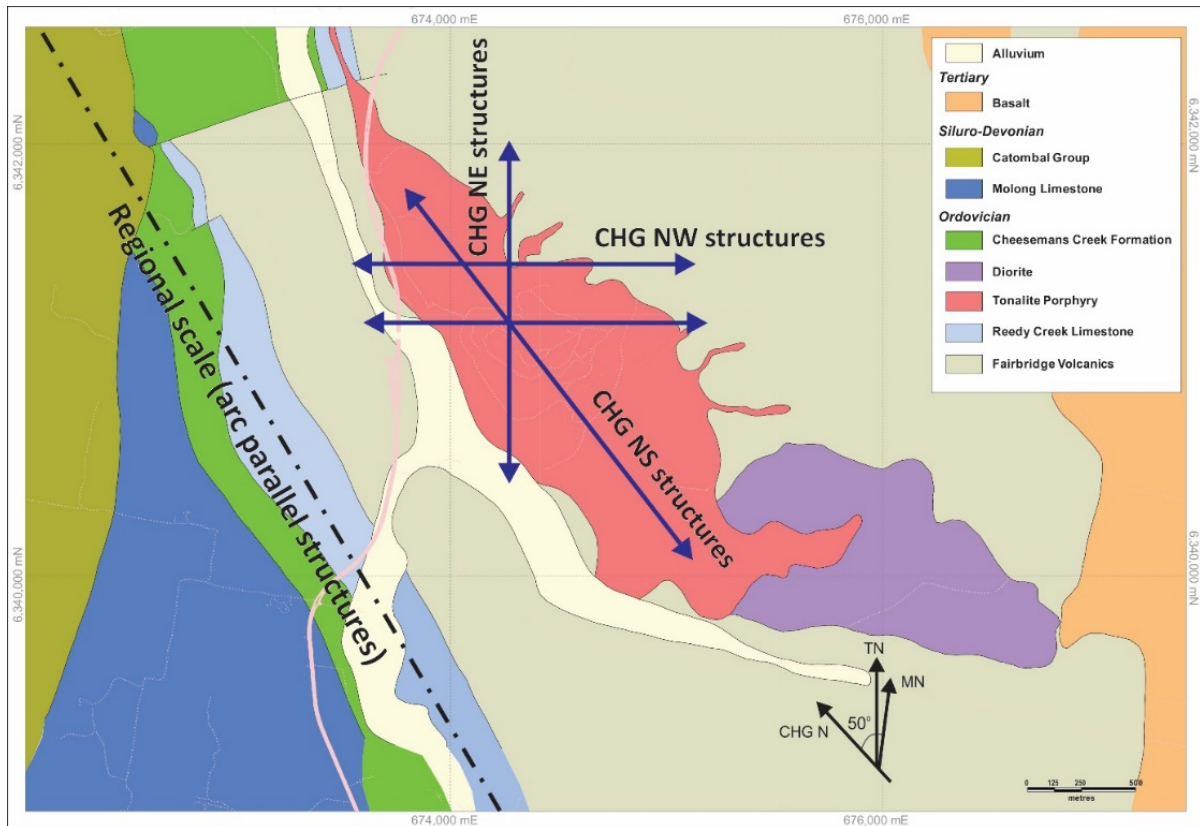 674,000 mE
676,000 mE
6,342,000 mN
6,342,000 mN
6,340,000 mN
6,340,000 mN
674,000 mE
676,000 mE
Alluvium
Tertiary
Basalt
Siluro-Devonian
Catombal Group
Molong Limestone
Ordovician
Cheesemans Creek Formation
Diorite
Tonalite Porphyry
Reedy Creek Limestone
Fairbridge Volcanics
CHG NE structures
CHG NW structures
CHG NS structures
Regional scale (arc parallel structures)
TN
MN
CHG N
50°
0 125 250 500
metres